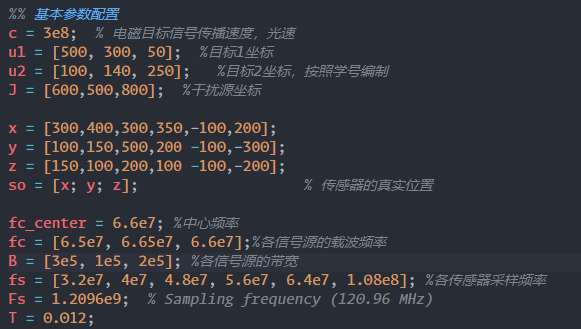 %% 基本参数配置
c = 3e8;  % 电磁目标信号传播速度，光速
u1 = [500, 300, 50];  %目标1坐标
u2 = [100, 140, 250];   %目标2坐标，按照学号编制
J = [600,500,800];  %干扰源坐标
x = [300,400,300,350,-100,200];
y = [100,150,500,200 -100,-300];
z = [150,100,200,100 -100,-200];
so = [x; y; z];                  % 传感器的真实位置
fc_center = 6.6e7; %中心频率
fc = [6.5e7, 6.65e7, 6.6e7];%各信号源的载波频率
B = [3e5, 1e5, 2e5]; %各信号源的带宽
fs = [3.2e7, 4e7, 4.8e7, 5.6e7, 6.4e7, 1.08e8]; %各传感器采样频率
Fs = 1.2096e9;  % Sampling frequency (120.96 MHz)
T = 0.012;